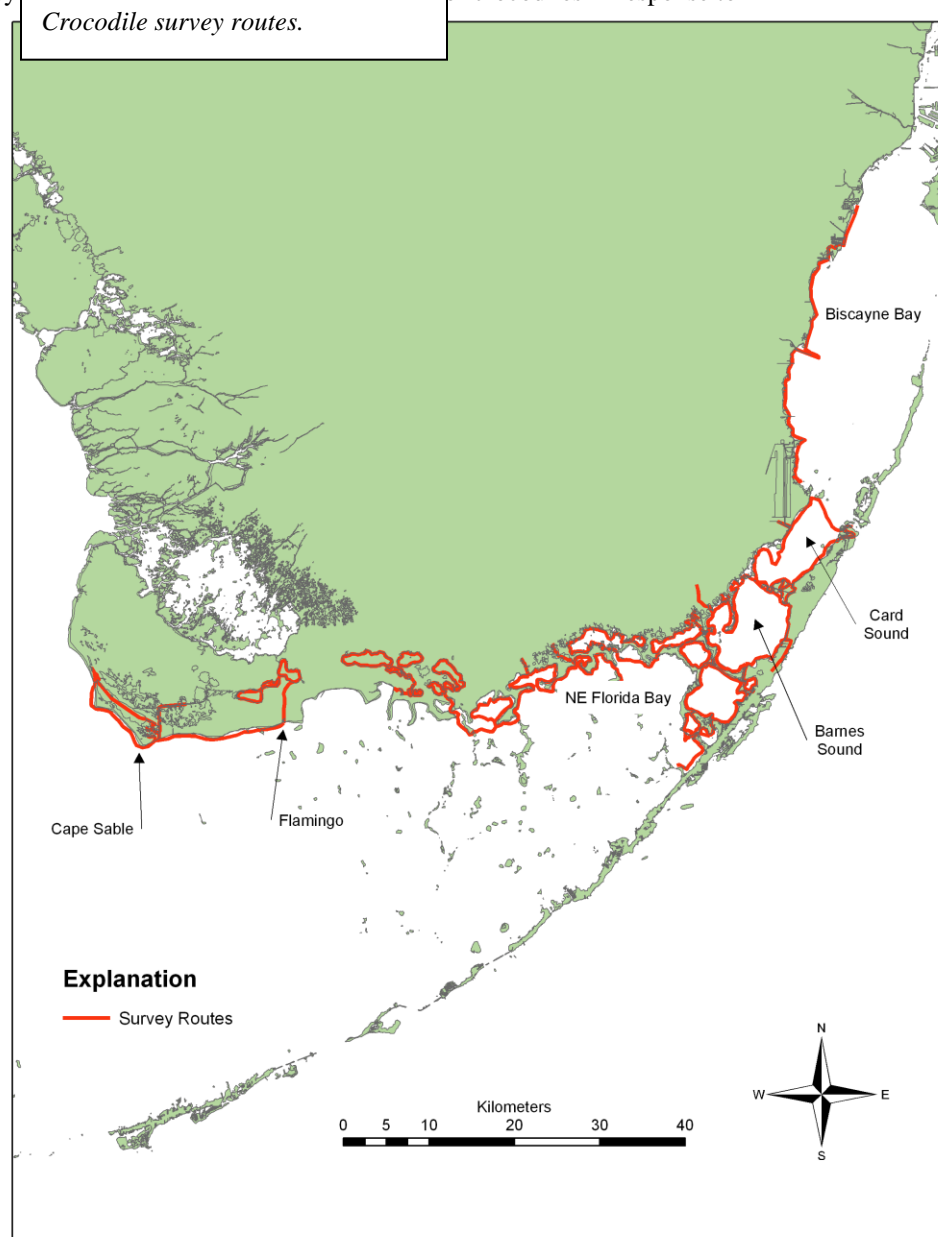 y
Crocodile survey routes.
Biscayne Bay
Card
Sound
NE Florida Bay
Barnes
Sound
Cape Sable
Flamingo
Explanation
Survey Routes
N
W E
S
Kilometers
0 5 10 20 30 40